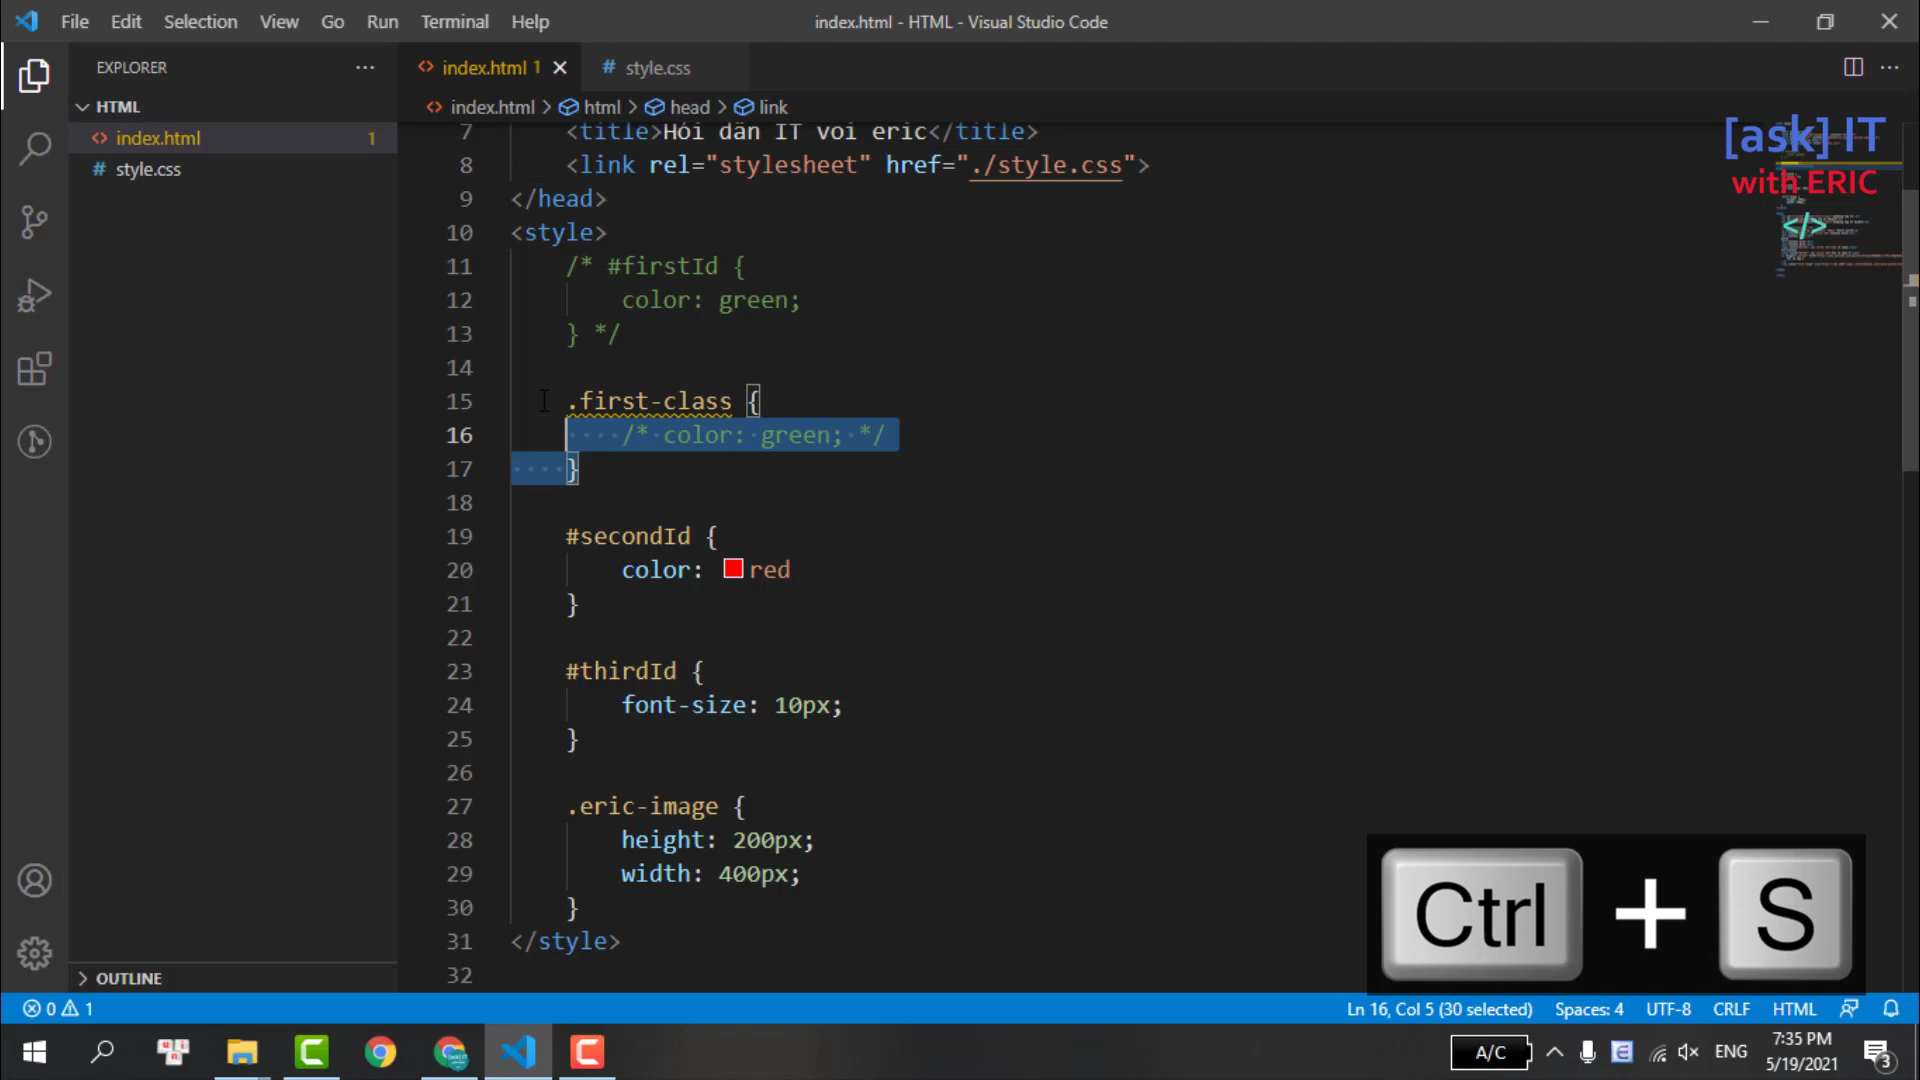 File Edit Selection View Go Run Terminal Help
index.html - HTML - Visual Studio Code
EXPLORER
HTML
index.html 1
style.css
OUTLINE
index.html 1
style.css
index.html > html > head > link
7 <title>Hỏi dân IT với eric</title>
8 <link rel="stylesheet" href="./style.css">
9 </head>
10 <style>
11 /* #firstId {
12 color: green;
13 } */
14
15 .first-class {
16 /* color: green; */
17 }
18
19 #secondId {
20 color: red
21 }
22
23 #thirdId {
24 font-size: 10px;
25 }
26
27 .eric-image {
28 height: 200px;
29 width: 400px;
30 }
31 </style>
32
[ask] IT
with ERIC
</>
Ctrl + S
0 1
Ln 16, Col 5 (30 selected) Spaces: 4 UTF-8 CRLF HTML
A/C
ENG
7:35 PM
5/19/2021
3